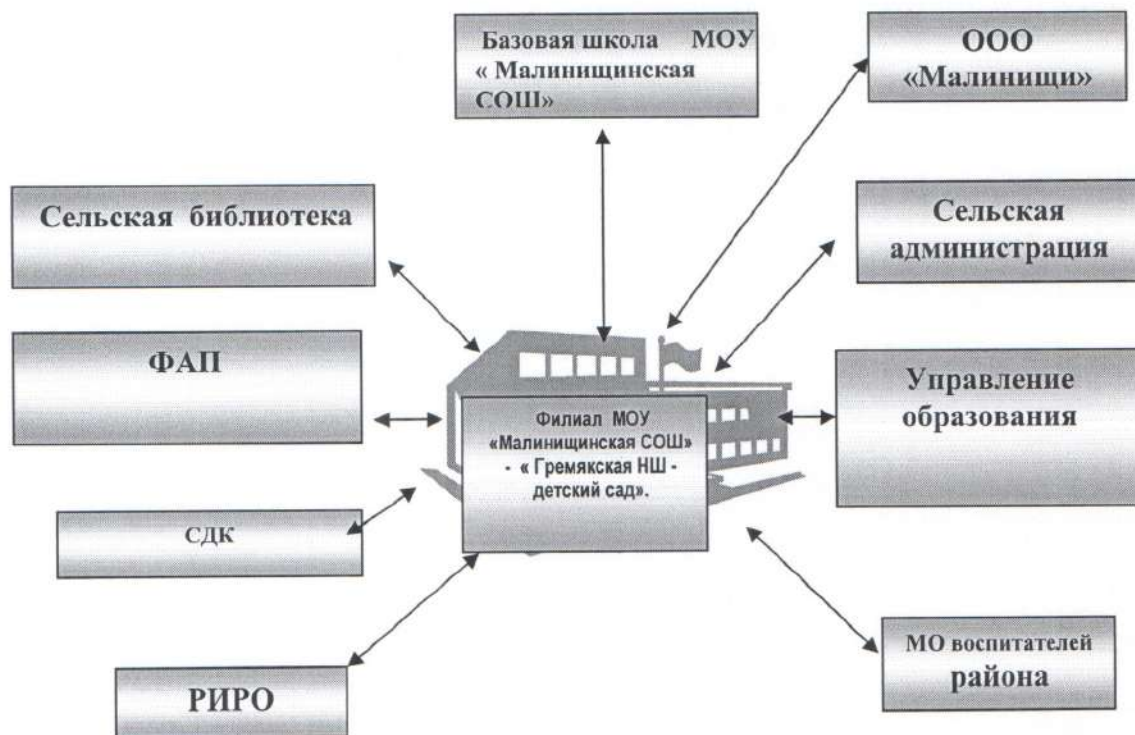 Базовая школа МОУ
« Малинищинская
СОШ»
ООО
«Малинищи»
Сельская библиотека
Сельская
администрация
ФАП
Управление
образования
Филиал МОУ
«Малинищинская СОШ»
- « Гремякская НШ -
детский сад».
СДК
МО воспитателей
района
РИРО